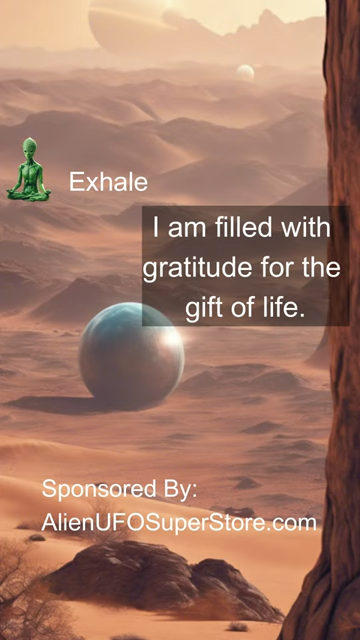 Exhale
I am filled with
gratitude for the
gift of life.
Sponsored By:
AlienUFOSuperStore.com